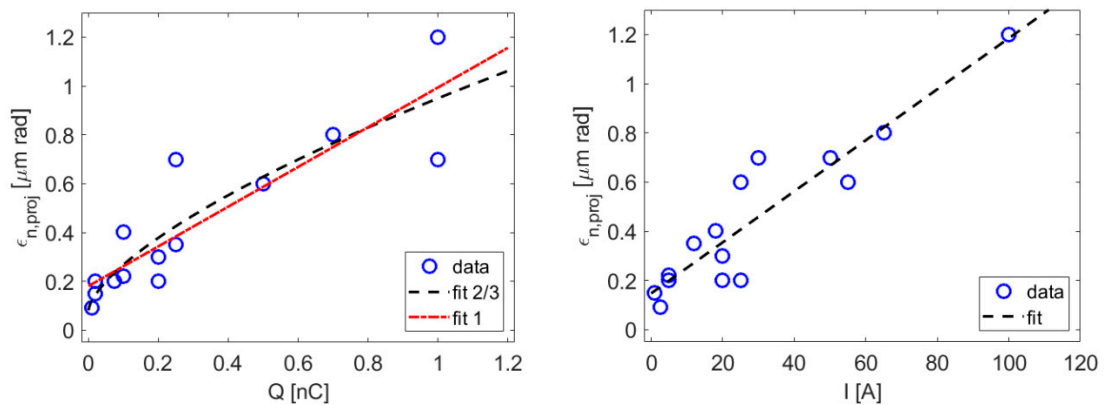 1.2
1
0.8
0.6
0.4
0.2
0
ϵn,proj [μm rad]
data
fit 2/3
fit 1
0 0.2 0.4 0.6 0.8 1 1.2
Q [nC]
1.2
1
0.8
0.6
0.4
0.2
0
ϵn,proj [μm rad]
data
fit
0 20 40 60 80 100 120
I [A]